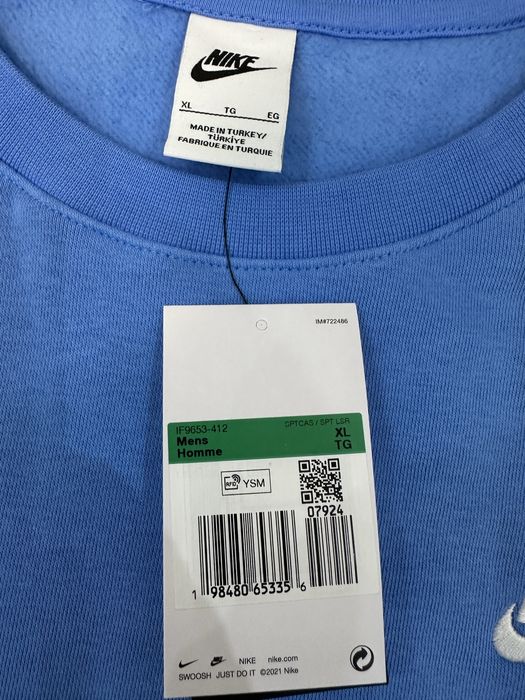 NIKE
XL TG EG
MADE IN TURKEY/
TÜRKİYE
FABRIQUE EN TURQUIE
IM#722486
IF9653-412 SPTCAS / SPT LSR
Mens XL
Homme TG
RFID YSM
07924
1 98480 65335 6
NIKE nike.com
SWOOSH JUST DO IT ©2021 Nike